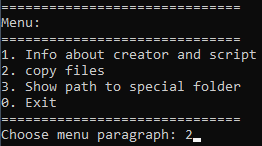 ==============================
Menu:
==============================
1. Info about creator and script
2. copy files
3. Show path to special folder
0. Exit
==============================
Choose menu paragraph: 2_